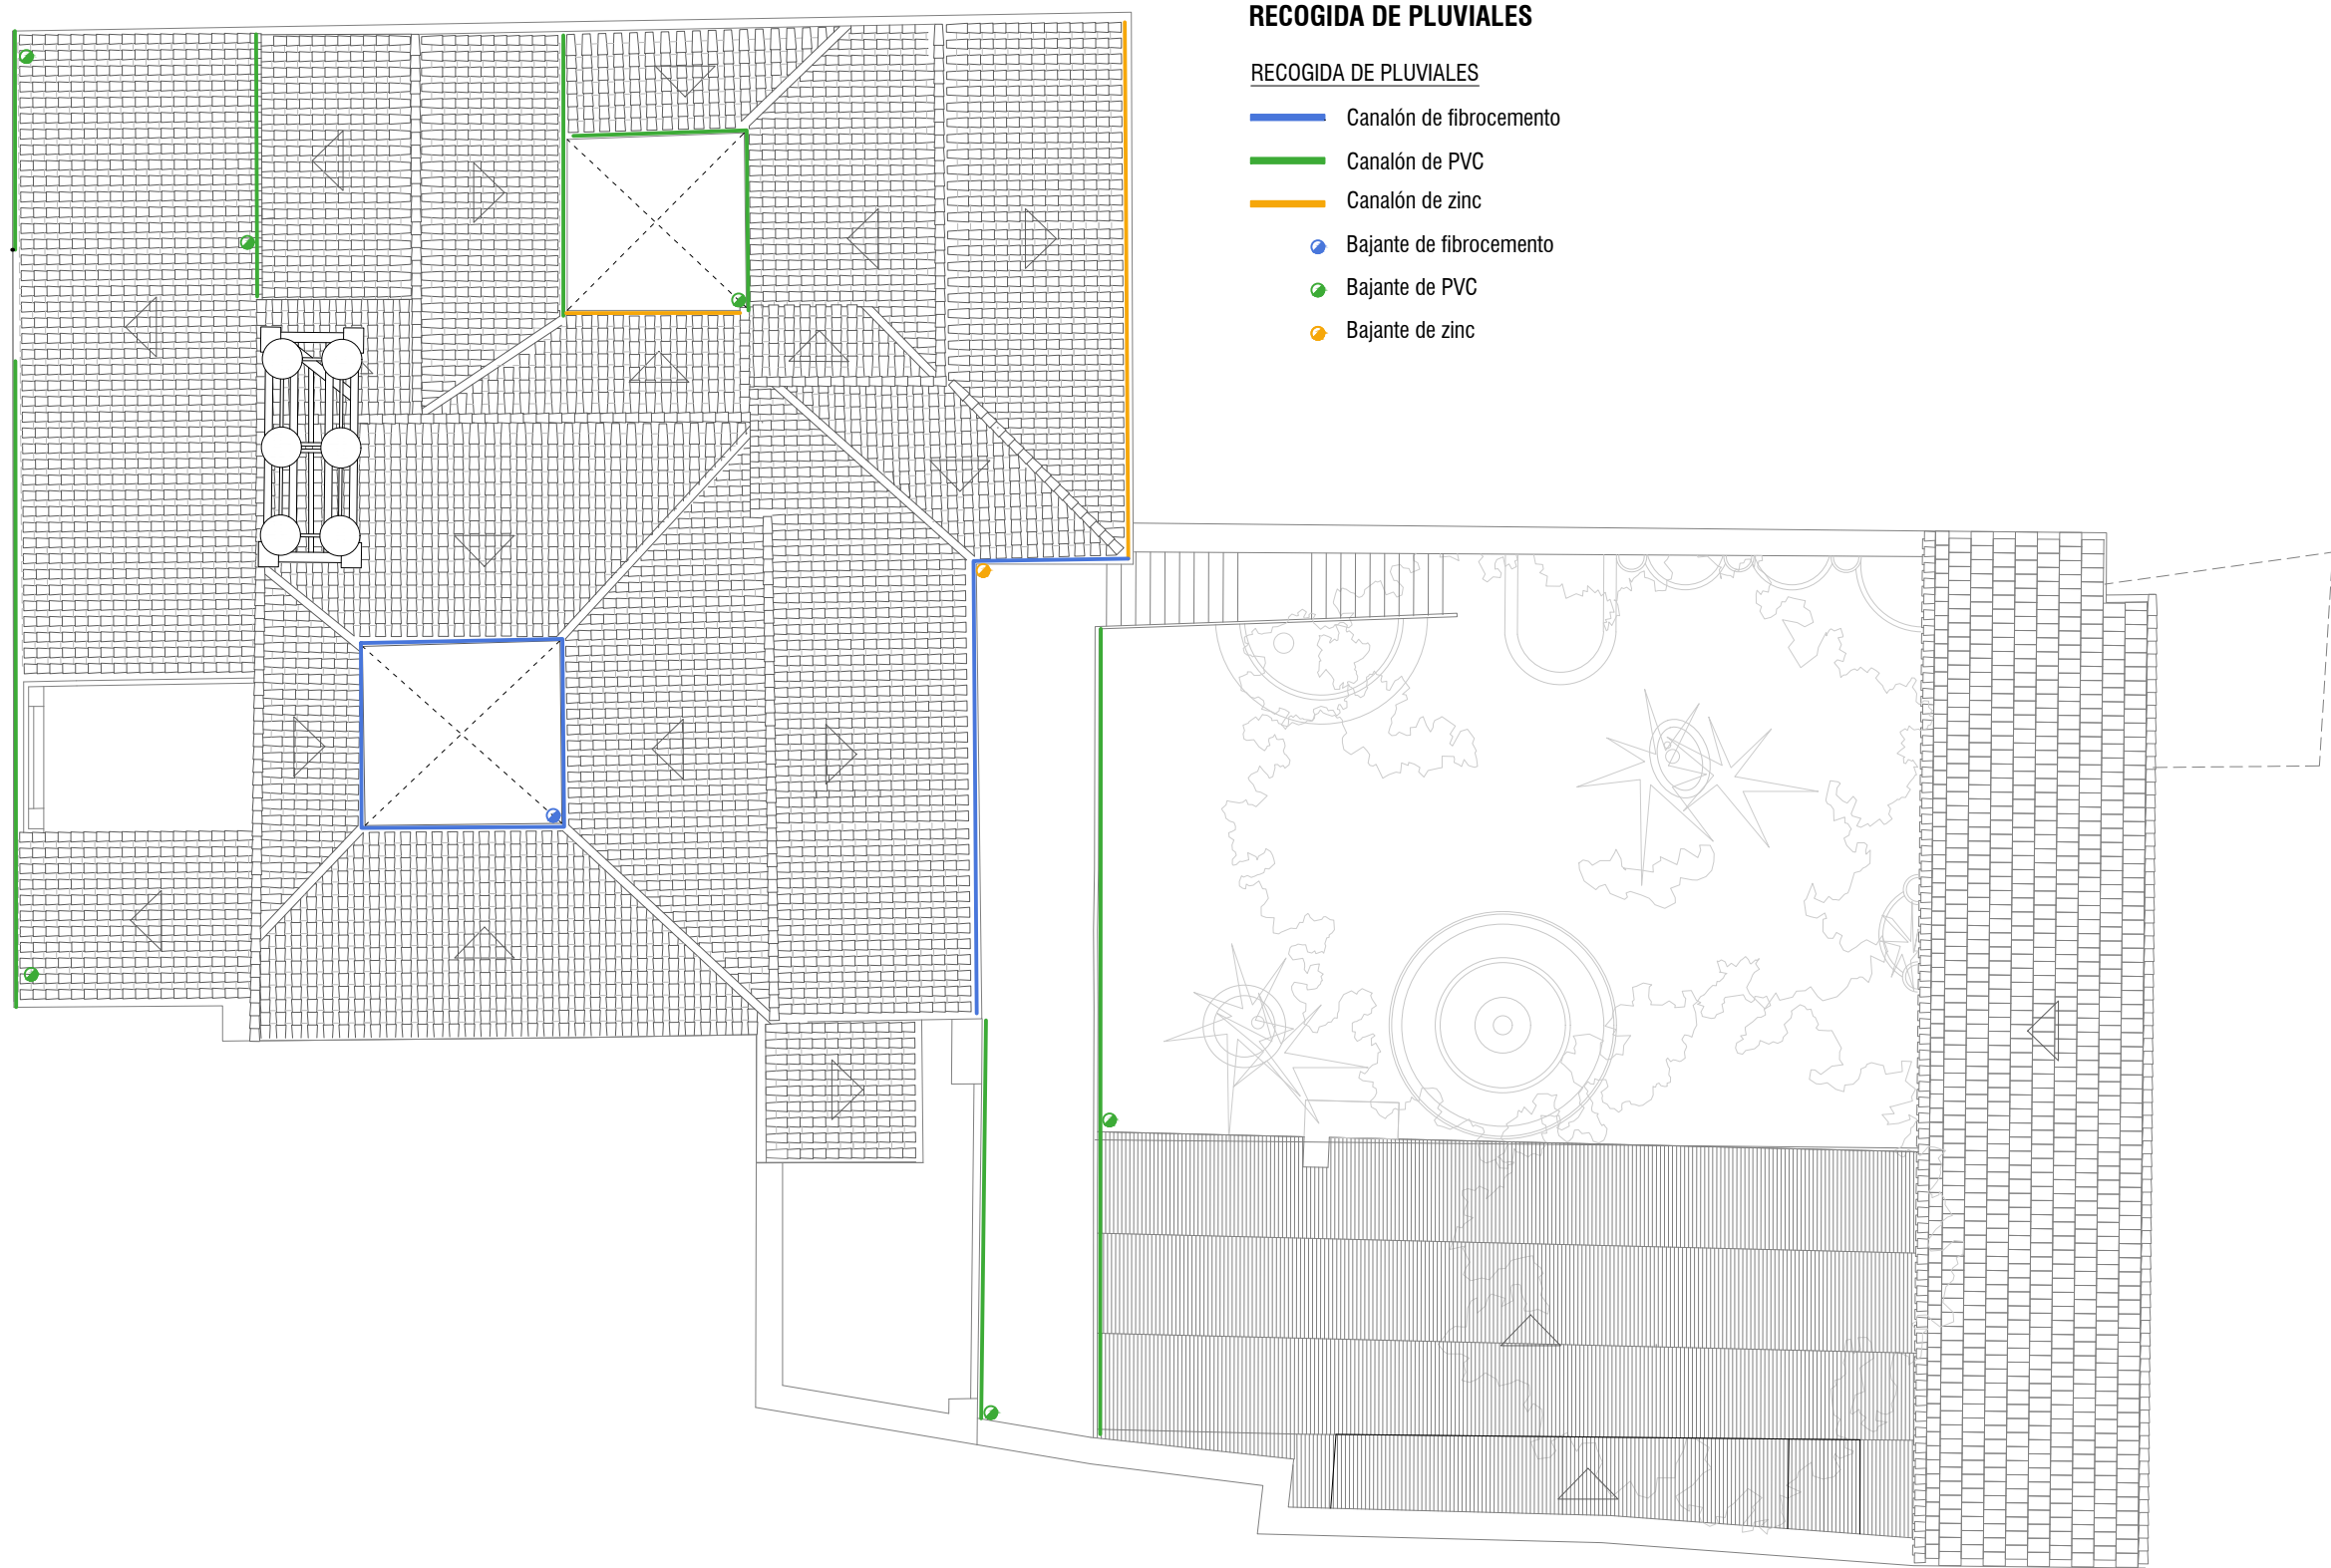 RECOGIDA DE PLUVIALES
RECOGIDA DE PLUVIALES
Canalón de fibrocemento
Canalón de PVC
Canalón de zinc
Bajante de fibrocemento
Bajante de PVC
Bajante de zinc